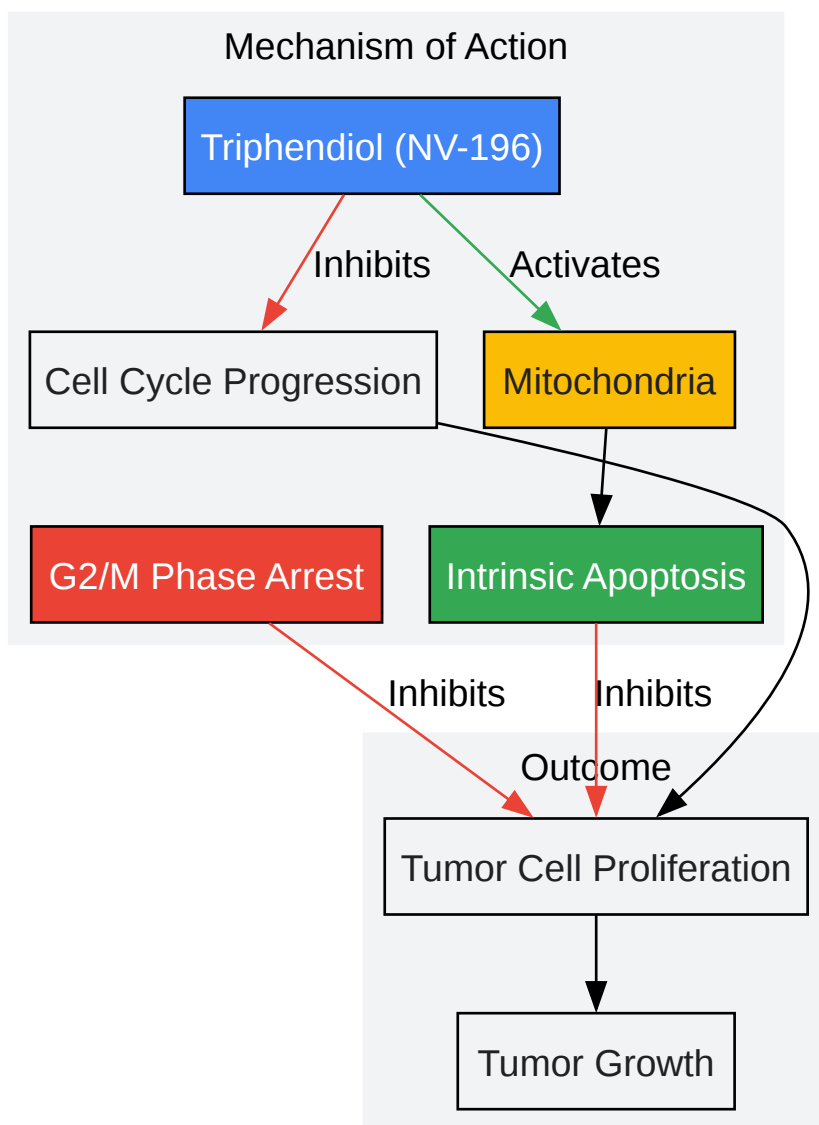 Mechanism of Action
Triphendiol (NV-196)
Inhibits
Activates
Cell Cycle Progression
Mitochondria
G2/M Phase Arrest
Intrinsic Apoptosis
Inhibits
Inhibits
Outcome
Tumor Cell Proliferation
Tumor Growth